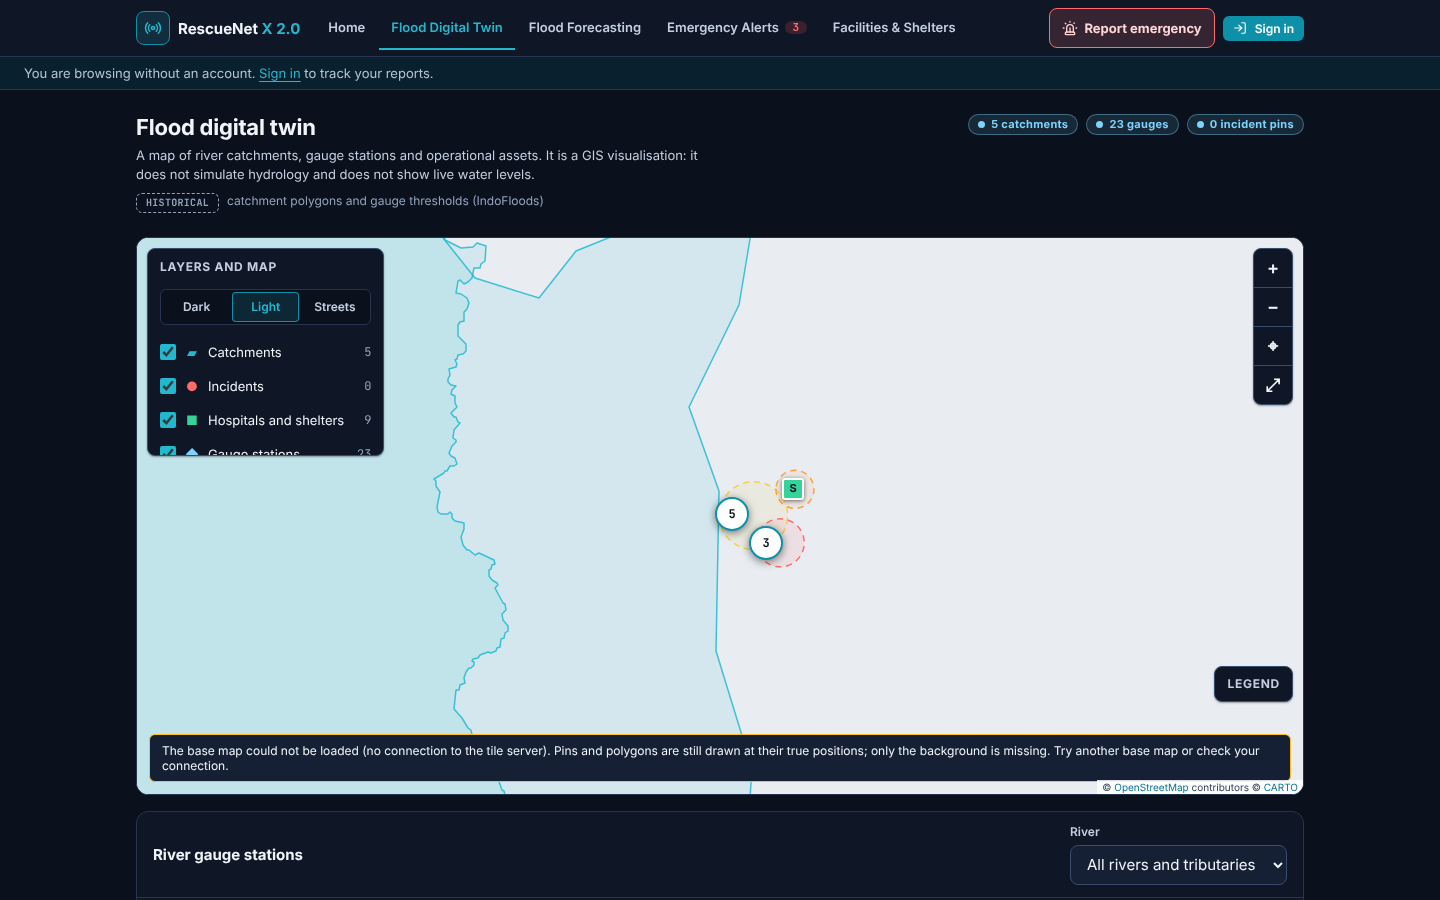 RescueNet X 2.0
Home
Flood Digital Twin
Flood Forecasting
Emergency Alerts 3
Facilities & Shelters
Report emergency
Sign in
You are browsing without an account. Sign in to track your reports.
Flood digital twin
5 catchments
23 gauges
0 incident pins
A map of river catchments, gauge stations and operational assets. It is a GIS visualisation: it
does not simulate hydrology and does not show live water levels.
HISTORICAL catchment polygons and gauge thresholds (IndoFloods)
LAYERS AND MAP
Dark Light Streets
Catchments 5
Incidents 0
Hospitals and shelters 9
Gauge stations 23
+
−
S
5
3
LEGEND
The base map could not be loaded (no connection to the tile server). Pins and polygons are still drawn at their true positions; only the background is missing. Try another base map or check your
connection.
© OpenStreetMap contributors © CARTO
River gauge stations
River
All rivers and tributaries